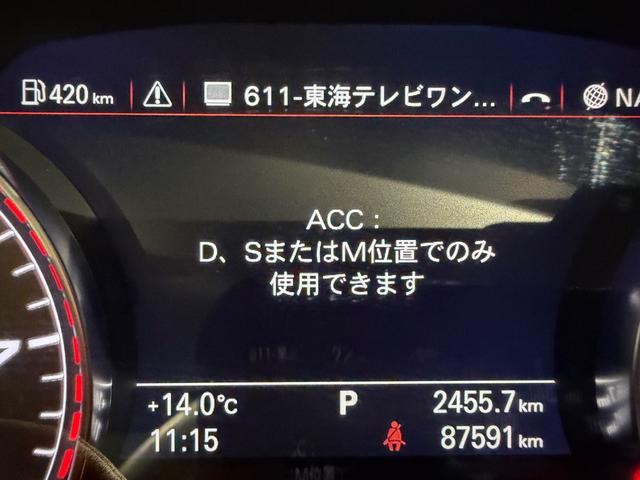 420 km 611-東海テレビワン... NA
ACC :
D、SまたはM位置でのみ
使用できます
+14.0°C P 2455.7 km
11:15 87591 km